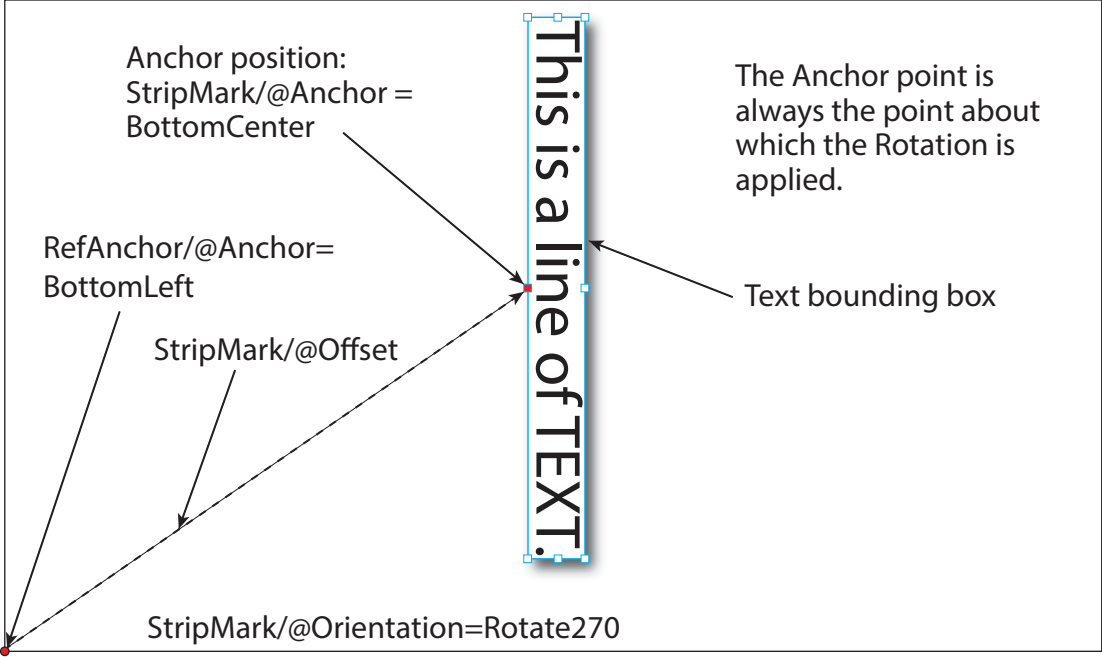 Anchor position:
StripMark/@Anchor =
BottomCenter
The Anchor point is
always the point about
which the Rotation is
applied.
This is a line of TEXT.
RefAnchor/@Anchor=
BottomLeft
Text bounding box
StripMark/@Offset
StripMark/@Orientation=Rotate270